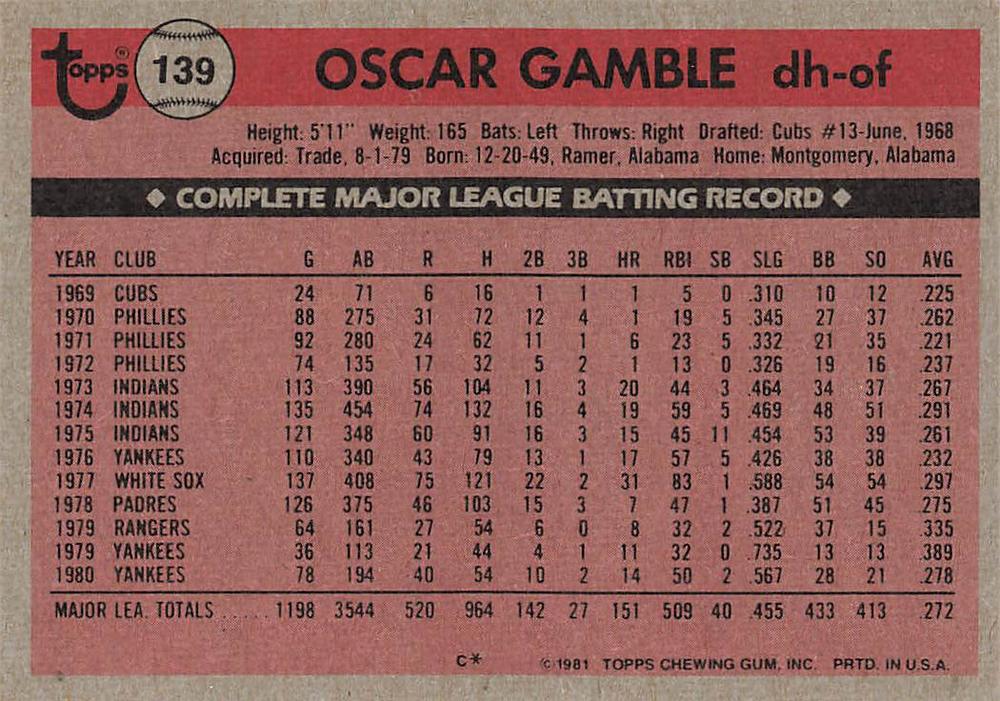 Topps® 139 OSCAR GAMBLE dh-of
Height: 5'11" Weight: 165 Bats: Left Throws: Right Drafted: Cubs #13-June, 1968
Acquired: Trade, 8-1-79 Born: 12-20-49, Ramer, Alabama Home: Montgomery, Alabama
◆ COMPLETE MAJOR LEAGUE BATTING RECORD ◆
YEAR CLUB G AB R H 2B 3B HR RBI SB SLG BB SO AVG
1969 CUBS 24 71 6 16 1 1 1 5 0 .310 10 12 .225
1970 PHILLIES 88 275 31 72 12 4 1 19 5 .345 27 37 .262
1971 PHILLIES 92 280 24 62 11 1 6 23 5 .332 21 35 .221
1972 PHILLIES 74 135 17 32 5 2 1 13 0 .326 19 16 .237
1973 INDIANS 113 390 56 104 11 3 20 44 3 .464 34 37 .267
1974 INDIANS 135 454 74 132 16 4 19 59 5 .469 48 51 .291
1975 INDIANS 121 348 60 91 16 3 15 45 11 .454 53 39 .261
1976 YANKEES 110 340 43 79 13 1 17 57 5 .426 38 38 .232
1977 WHITE SOX 137 408 75 121 22 2 31 83 1 .588 54 54 .297
1978 PADRES 126 375 46 103 15 3 7 47 1 .387 51 45 .275
1979 RANGERS 64 161 27 54 6 0 8 32 2 .522 37 15 .335
1979 YANKEES 36 113 21 44 4 1 11 32 0 .735 13 13 .389
1980 YANKEES 78 194 40 54 10 2 14 50 2 .567 28 21 .278
MAJOR LEA. TOTALS ..... 1198 3544 520 964 142 27 151 509 40 .455 433 413 .272
C* © 1981 TOPPS CHEWING GUM, INC. PRTD. IN U.S.A.